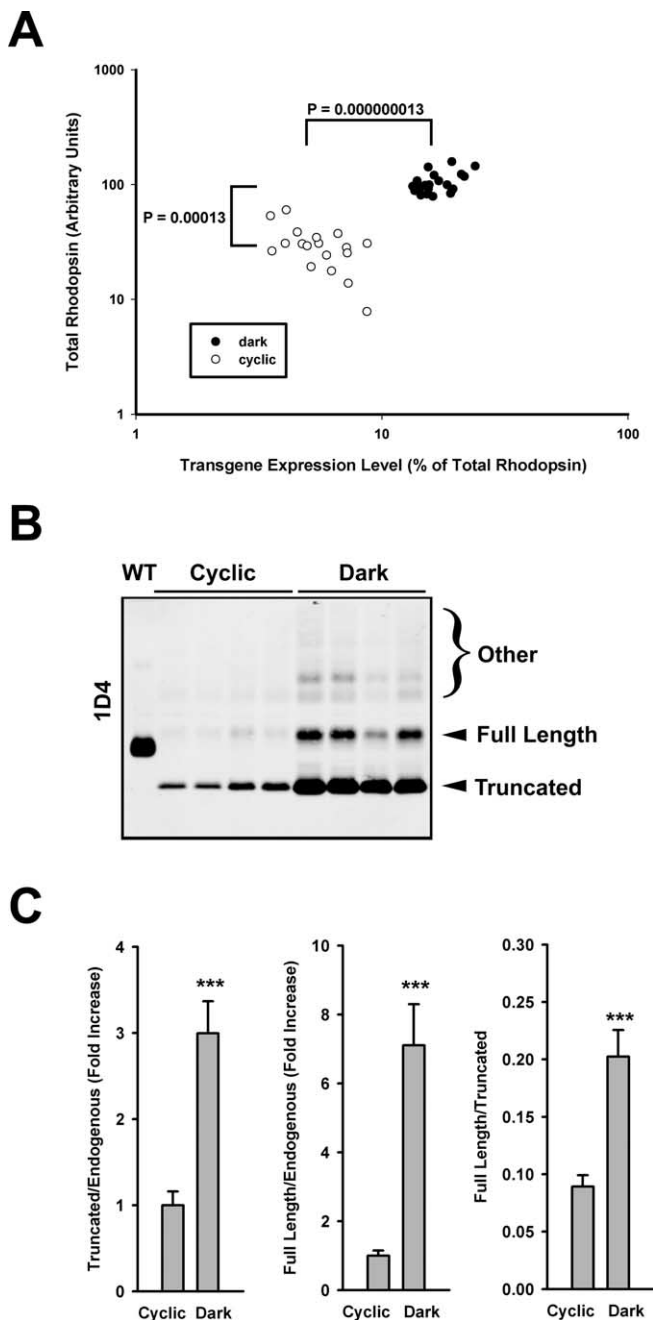 A
1000
100
10
1
P = 0.000000013
P = 0.00013
dark
cyclic
1
10
100
Total Rhodopsin (Arbitrary Units)
Transgene Expression Level (% of Total Rhodopsin)
B
WT Cyclic Dark
1D4
Other
Full Length
Truncated
C
Truncated/Endogenous (Fold Increase)
4
3
2
1
0
***
Cyclic Dark
Full Length/Endogenous (Fold Increase)
10
8
6
4
2
0
***
Cyclic Dark
Full Length/Truncated
0.30
0.25
0.20
0.15
0.10
0.05
0.00
***
Cyclic Dark